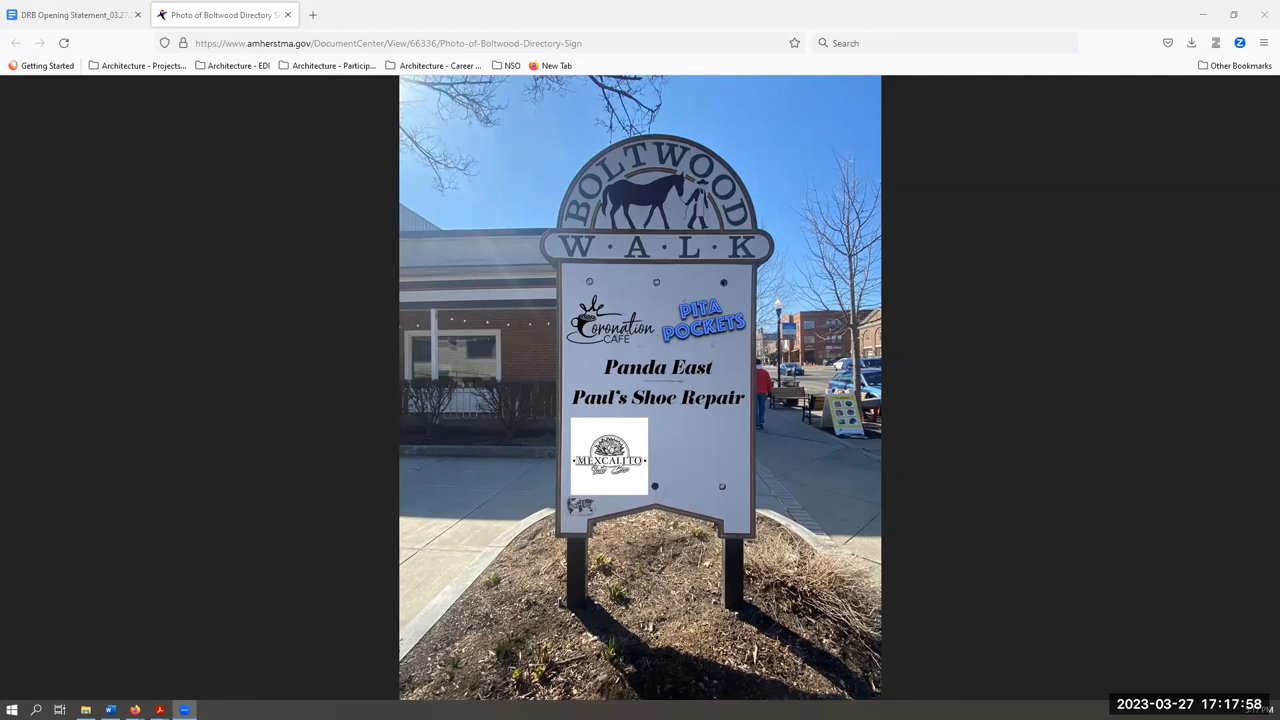 DRB Opening Statement_03.27.
Photo of Boltwood Directory S
https://www.amherstma.gov/DocumentCenter/View/66336/Photo-of-Boltwood-Directory-Sign
Search
Getting Started
Architecture - Projects...
Architecture - EDI
Architecture - Particip...
Architecture - Career ...
NSO
New Tab
Other Bookmarks
BOLTWOOD
W·A·L·K
Coronation
CAFE
PITA
POCKETS
Panda East
Paul's Shoe Repair
·MEXCALITO·
2023-03-27 17:17:58